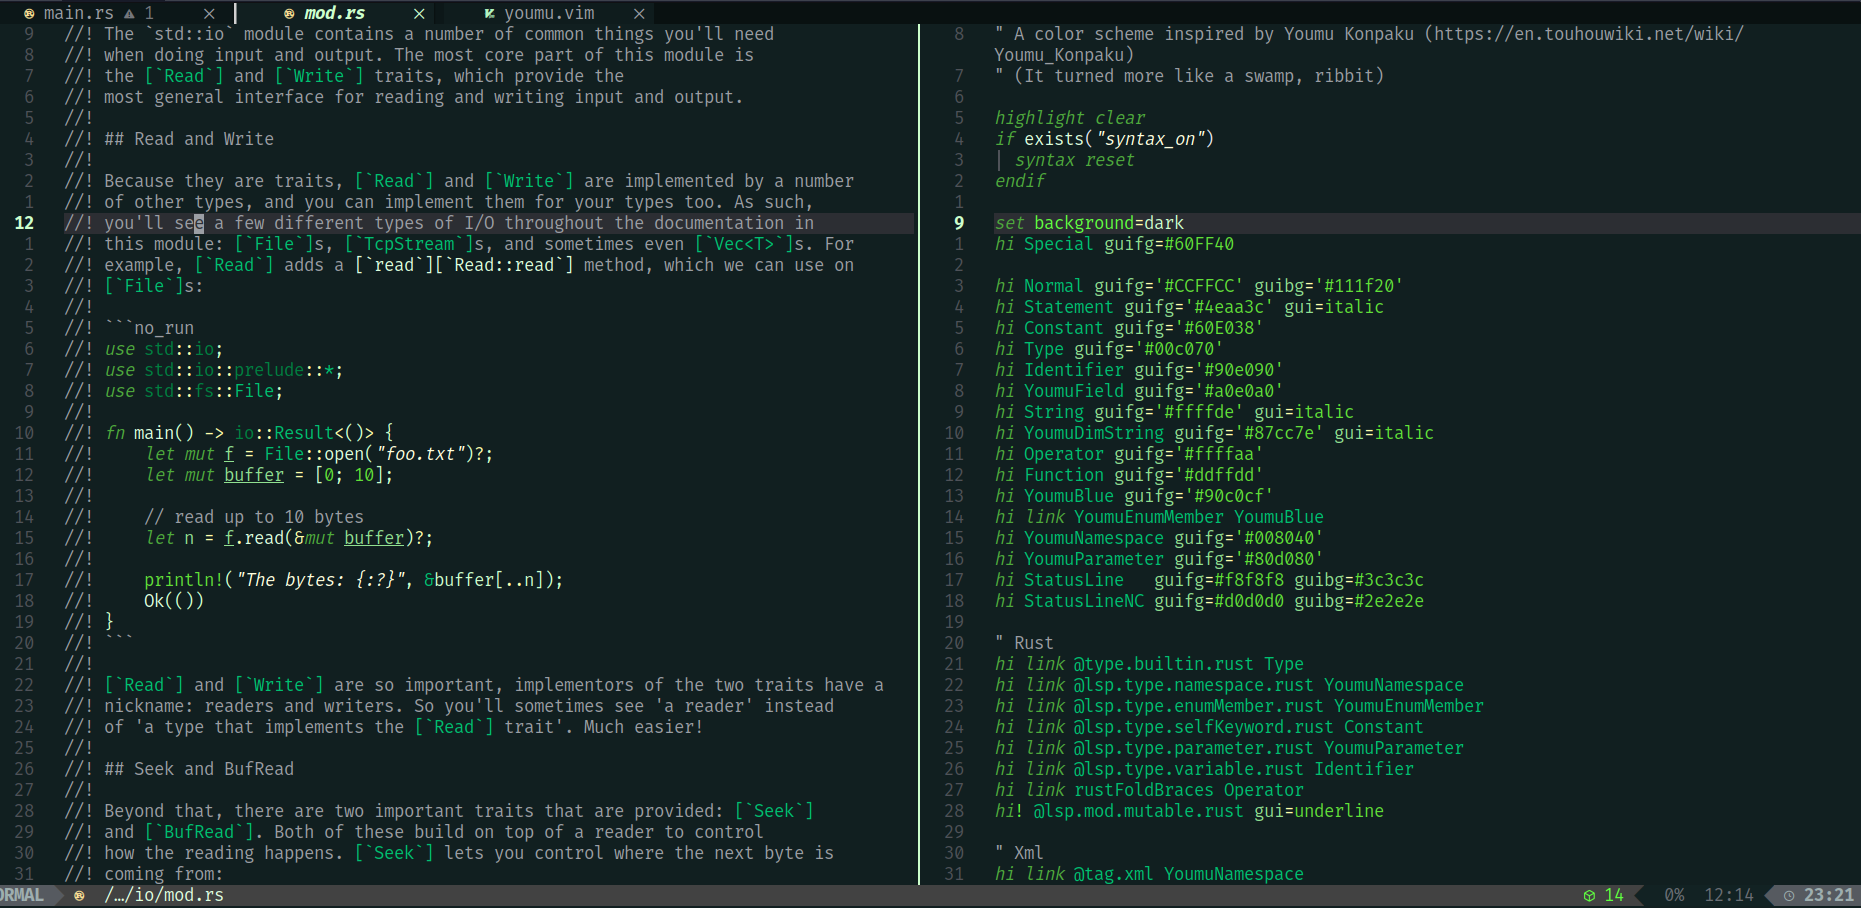 main.rs 1 ×
mod.rs ×
youmu.vim ×
9 //! The `std::io` module contains a number of common things you'll need
8 //! when doing input and output. The most core part of this module is
7 //! the [`Read`] and [`Write`] traits, which provide the
6 //! most general interface for reading and writing input and output.
5 //!
4 //! ## Read and Write
3 //!
2 //! Because they are traits, [`Read`] and [`Write`] are implemented by a number
1 //! of other types, and you can implement them for your types too. As such,
12 //! you'll see a few different types of I/O throughout the documentation in
1 //! this module: [`File`]s, [`TcpStream`]s, and sometimes even [`Vec<T>`]s. For
2 //! example, [`Read`] adds a [`read`][`Read::read`] method, which we can use on
3 //! [`File`]s:
4 //!
5 //! ```no_run
6 //! use std::io;
7 //! use std::io::prelude::*;
8 //! use std::fs::File;
9 //!
10 //! fn main() -> io::Result<()> {
11 //!     let mut f = File::open("foo.txt")?;
12 //!     let mut buffer = [0; 10];
13 //!
14 //!     // read up to 10 bytes
15 //!     let n = f.read(&mut buffer)?;
16 //!
17 //!     println!("The bytes: {:?}", &buffer[..n]);
18 //!     Ok(())
19 //! }
20 //! ```
21 //!
22 //! [`Read`] and [`Write`] are so important, implementors of the two traits have a
23 //! nickname: readers and writers. So you'll sometimes see 'a reader' instead
24 //! of 'a type that implements the [`Read`] trait'. Much easier!
25 //!
26 //! ## Seek and BufRead
27 //!
28 //! Beyond that, there are two important traits that are provided: [`Seek`]
29 //! and [`BufRead`]. Both of these build on top of a reader to control
30 //! how the reading happens. [`Seek`] lets you control where the next byte is
31 //! coming from:
8 " A color scheme inspired by Youmu Konpaku (https://en.touhouwiki.net/wiki/
Youmu_Konpaku)
7 " (It turned more like a swamp, ribbit)
6
5 highlight clear
4 if exists("syntax_on")
3 | syntax reset
2 endif
1
9 set background=dark
1 hi Special guifg=#60FF40
2
3 hi Normal guifg='#CCFFCC' guibg='#111f20'
4 hi Statement guifg='#4eaa3c' gui=italic
5 hi Constant guifg='#60E038'
6 hi Type guifg='#00c070'
7 hi Identifier guifg='#90e090'
8 hi YoumuField guifg='#a0e0a0'
9 hi String guifg='#ffffde' gui=italic
10 hi YoumuDimString guifg='#87cc7e' gui=italic
11 hi Operator guifg='#ffffaa'
12 hi Function guifg='#ddffdd'
13 hi YoumuBlue guifg='#90c0cf'
14 hi link YoumuEnumMember YoumuBlue
15 hi YoumuNamespace guifg='#008040'
16 hi YoumuParameter guifg='#80d080'
17 hi StatusLine   guifg=#f8f8f8 guibg=#3c3c3c
18 hi StatusLineNC guifg=#d0d0d0 guibg=#2e2e2e
19
20 " Rust
21 hi link @type.builtin.rust Type
22 hi link @lsp.type.namespace.rust YoumuNamespace
23 hi link @lsp.type.enumMember.rust YoumuEnumMember
24 hi link @lsp.type.selfKeyword.rust Constant
25 hi link @lsp.type.parameter.rust YoumuParameter
26 hi link @lsp.type.variable.rust Identifier
27 hi link rustFoldBraces Operator
28 hi! @lsp.mod.mutable.rust gui=underline
29
30 " Xml
31 hi link @tag.xml YoumuNamespace
ORMAL /…/io/mod.rs 14 0% 12:14 23:21